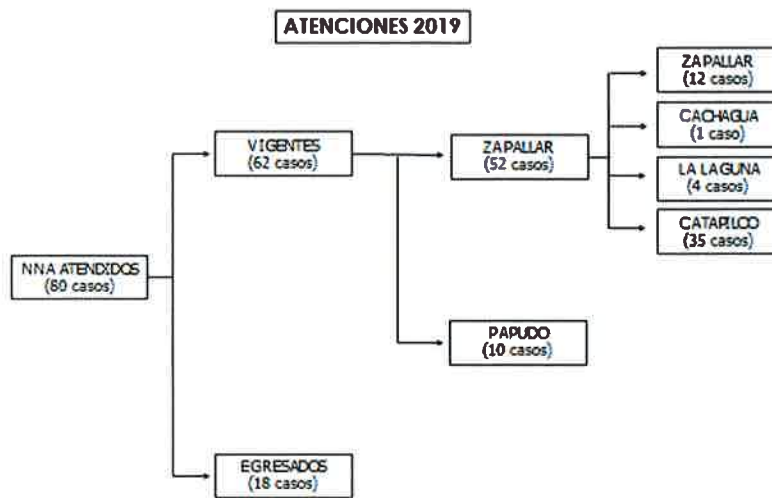 ATENCIONES 2019
NNA ATENDIDOS
(80 casos)
VIGENTES
(62 casos)
EGRESADOS
(18 casos)
ZAPALLAR
(52 casos)
PAPUDO
(10 casos)
ZAPALLAR
(12 casos)
CACHAGUA
(1 caso)
LA LAGUNA
(4 casos)
CATAPILCO
(35 casos)